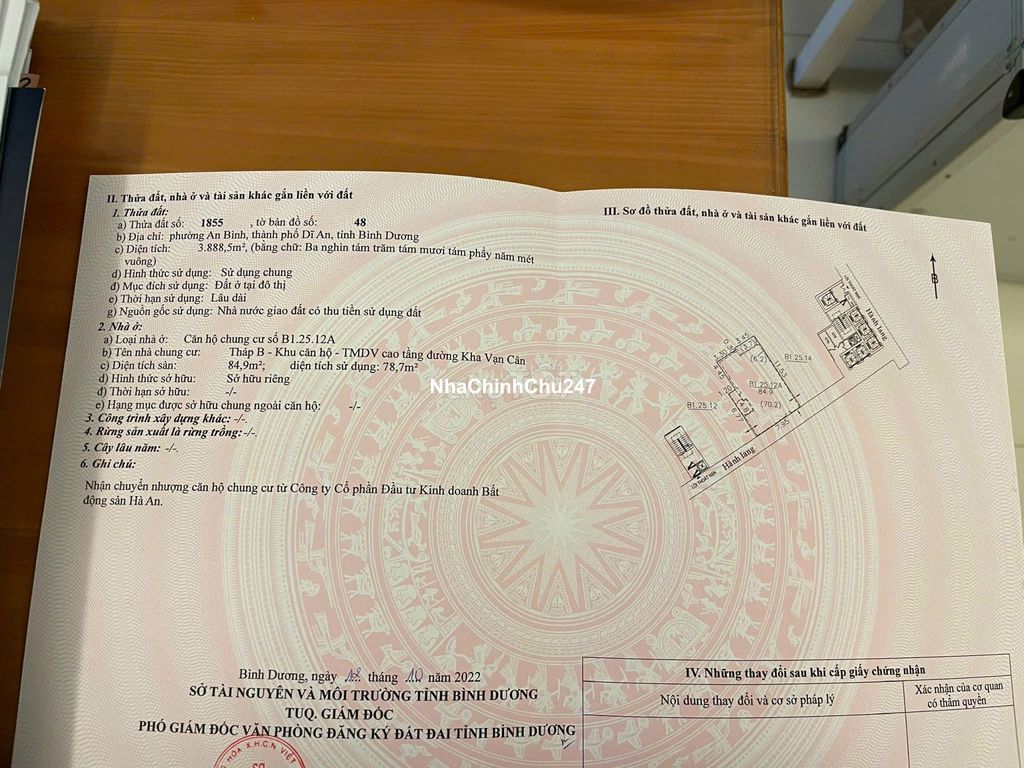 II. Thửa đất, nhà ở và tài sản khác gắn liền với đất
1. Thửa đất:
a) Thửa đất số: 1855 , tờ bản đồ số: 48
b) Địa chỉ: phường An Bình, thành phố Dĩ An, tỉnh Bình Dương
c) Diện tích: 3.888,5m², (bằng chữ: Ba nghìn tám trăm tám mươi tám phẩy năm mét
vuông)
d) Hình thức sử dụng: Sử dụng chung
đ) Mục đích sử dụng: Đất ở tại đô thị
e) Thời hạn sử dụng: Lâu dài
g) Nguồn gốc sử dụng: Nhà nước giao đất có thu tiền sử dụng đất
2. Nhà ở:
a) Loại nhà ở: Căn hộ chung cư số B1.25.12A
b) Tên nhà chung cư: Tháp B - Khu căn hộ - TMDV cao tầng đường Kha Vạn Cân
c) Diện tích sàn: 84,9m²; diện tích sử dụng: 78,7m²
d) Hình thức sở hữu: Sở hữu riêng
đ) Thời hạn sở hữu: -/-
e) Hạng mục được sở hữu chung ngoài căn hộ: -/-
3. Công trình xây dựng khác: -/-.
4. Rừng sản xuất là rừng trồng:-/-.
5. Cây lâu năm: -/-.
6. Ghi chú:
Nhận chuyển nhượng căn hộ chung cư từ Công ty Cổ phần Đầu tư Kinh doanh Bất
động sản Hà An.
NhaChinhChu247
Bình Dương, ngày tháng 10 năm 2022
SỞ TÀI NGUYÊN VÀ MÔI TRƯỜNG TỈNH BÌNH DƯƠNG
TUQ. GIÁM ĐỐC
PHÓ GIÁM ĐỐC VĂN PHÒNG ĐĂNG KÝ ĐẤT ĐAI TỈNH BÌNH DƯƠNG
III. Sơ đồ thửa đất, nhà ở và tài sản khác gắn liền với đất
B
Hành lang
B1.25.14
(6.2)
11.53
B1.25.12A
84.9
(70.2)
B1.25.12
1.20
7.95
Hành lang
IV. Những thay đổi sau khi cấp giấy chứng nhận
Nội dung thay đổi và cơ sở pháp lý
Xác nhận của cơ quan
có thẩm quyền